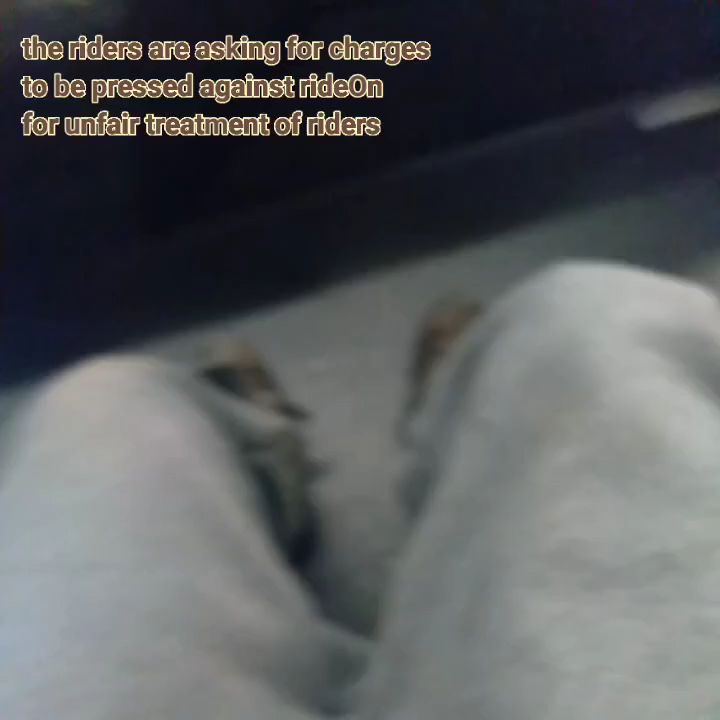 the riders are asking for charges
to be pressed against rideOn
for unfair treatment of riders